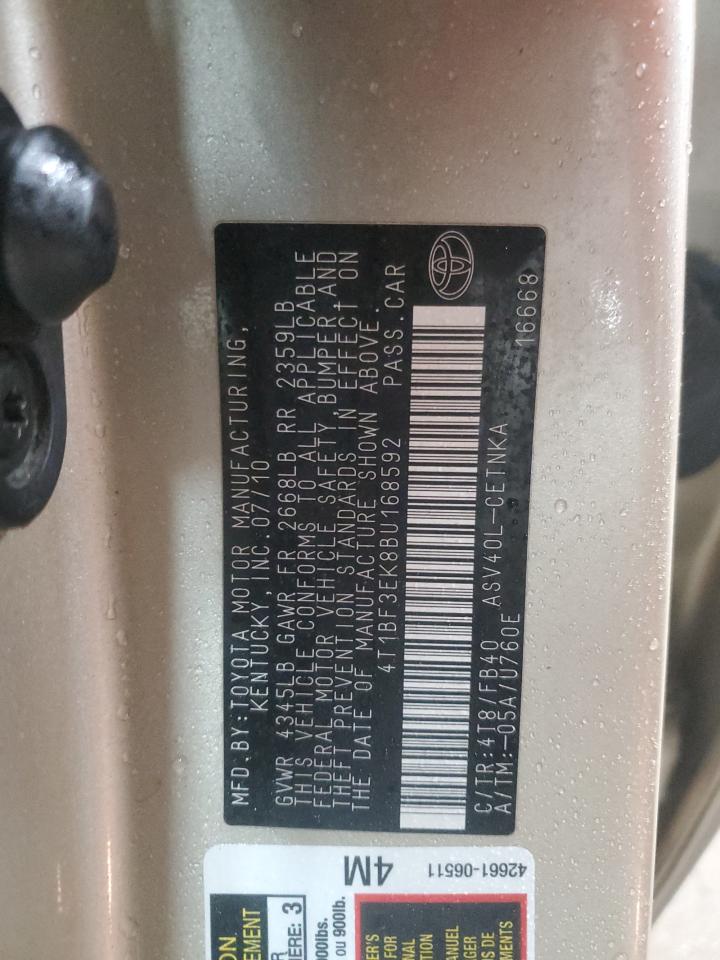 MFD.BY:TOYOTA MOTOR MANUFACTURING,
KENTUCKY,INC.07/10
GVWR 4345LB GAWR FR 2668LB RR 2359LB
THIS VEHICLE CONFORMS TO ALL APPLICABLE
FEDERAL MOTOR VEHICLE SAFETY,BUMPER AND
THEFT PREVENTION STANDARDS IN EFFECT ON
THE DATE OF MANUFACTURE SHOWN ABOVE.
4T1BF3EK8BU168592 PASS.CAR
C/TR:4T8/FB40 ASV40L-CETNKA
A/TM:-05A/U760E 16668
4M
42661-06511